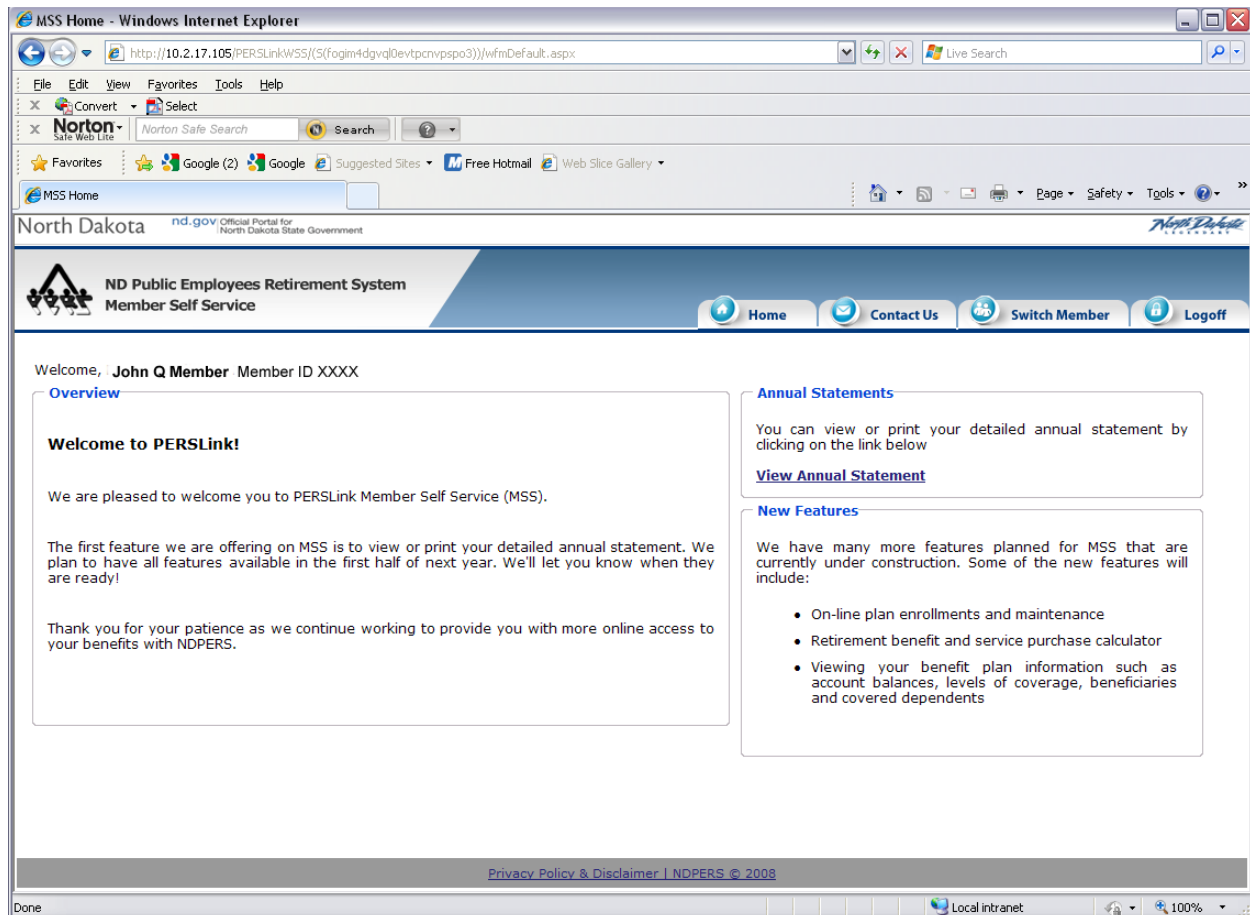 MSS Home - Windows Internet Explorer
http://10.2.17.105/PERSLinkWSS/(S(fogim4dgvql0evtpcnvpspo3))/wfmDefault.aspx
Live Search
File Edit View Favorites Tools Help
x Convert Select
x Norton Safe Web Lite Norton Safe Search Search
Favorites Google (2) Google Suggested Sites Free Hotmail Web Slice Gallery
MSS Home
Page Safety Tools »
North Dakota nd.gov Official Portal for
North Dakota State Government
North Dakota
LEGENDARY
ND Public Employees Retirement System
Member Self Service
Home Contact Us Switch Member Logoff
Welcome, John Q Member Member ID XXXX
Overview
Welcome to PERSLink!
We are pleased to welcome you to PERSLink Member Self Service (MSS).
The first feature we are offering on MSS is to view or print your detailed annual statement. We
plan to have all features available in the first half of next year. We'll let you know when they
are ready!
Thank you for your patience as we continue working to provide you with more online access to
your benefits with NDPERS.
Annual Statements
You can view or print your detailed annual statement by
clicking on the link below
View Annual Statement
New Features
We have many more features planned for MSS that are
currently under construction. Some of the new features will
include:
• On-line plan enrollments and maintenance
• Retirement benefit and service purchase calculator
• Viewing your benefit plan information such as
account balances, levels of coverage, beneficiaries
and covered dependents
Privacy Policy & Disclaimer | NDPERS © 2008
Done Local intranet 100%